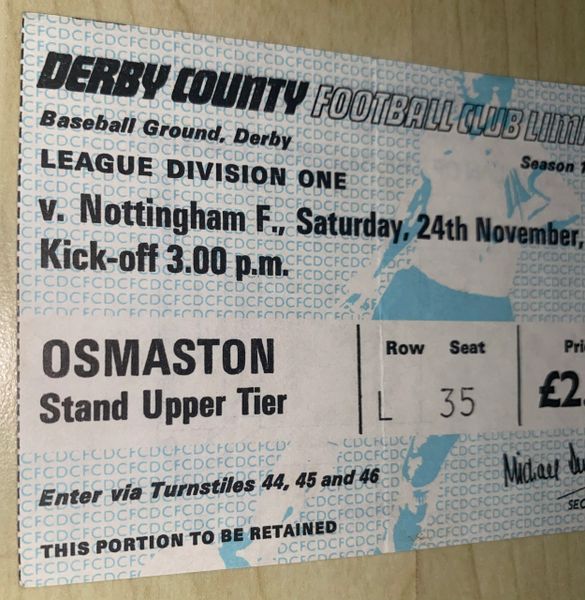 DERBY COUNTY FOOTBALL CLUB
Baseball Ground, Derby
LEAGUE DIVISION ONE
Season
v. Nottingham F., Saturday, 24th November,
Kick-off 3.00 p.m.
OSMASTON
Stand Upper Tier
Row Seat
L 35
£2.
Michael
Enter via Turnstiles 44, 45 and 46
THIS PORTION TO BE RETAINED